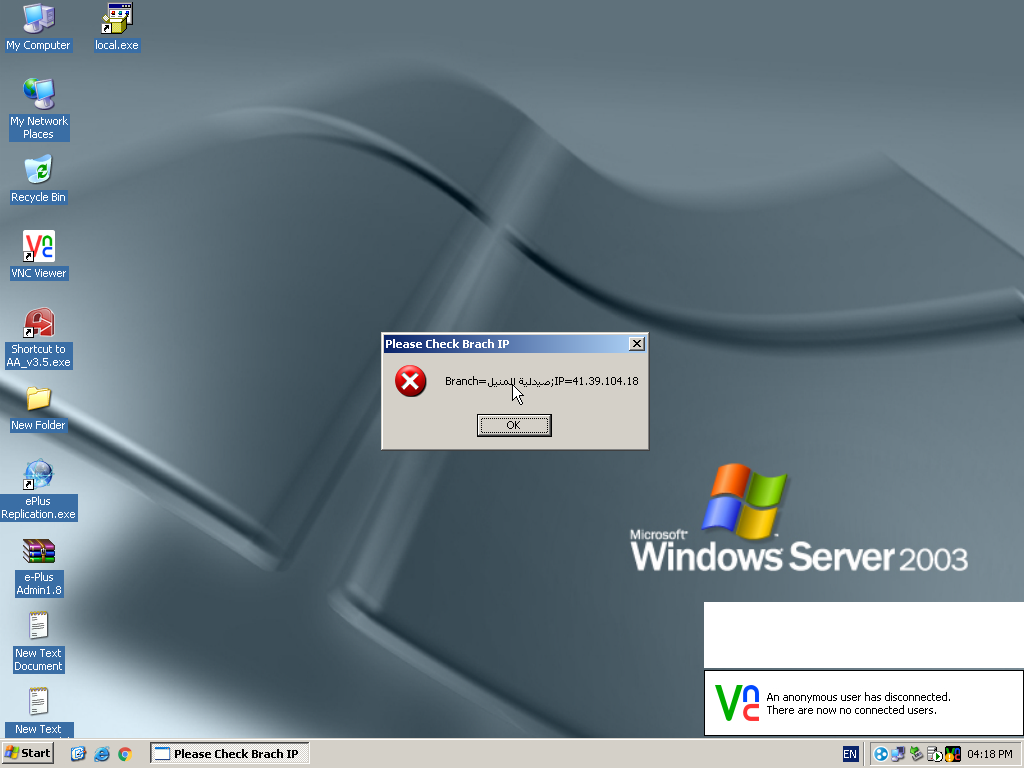 My Computer
local.exe
My Network
Places
Recycle Bin
VNC Viewer
Shortcut to
AA_v3.5.exe
New Folder
ePlus
Replication.exe
e-Plus
Admin1.8
New Text
Document
New Text
Please Check Brach IP
Branch=صيدلية المنيل;IP=41.39.104.18
OK
Microsoft
Windows Server 2003
An anonymous user has disconnected.
There are now no connected users.
Start
Please Check Brach IP
EN
04:18 PM